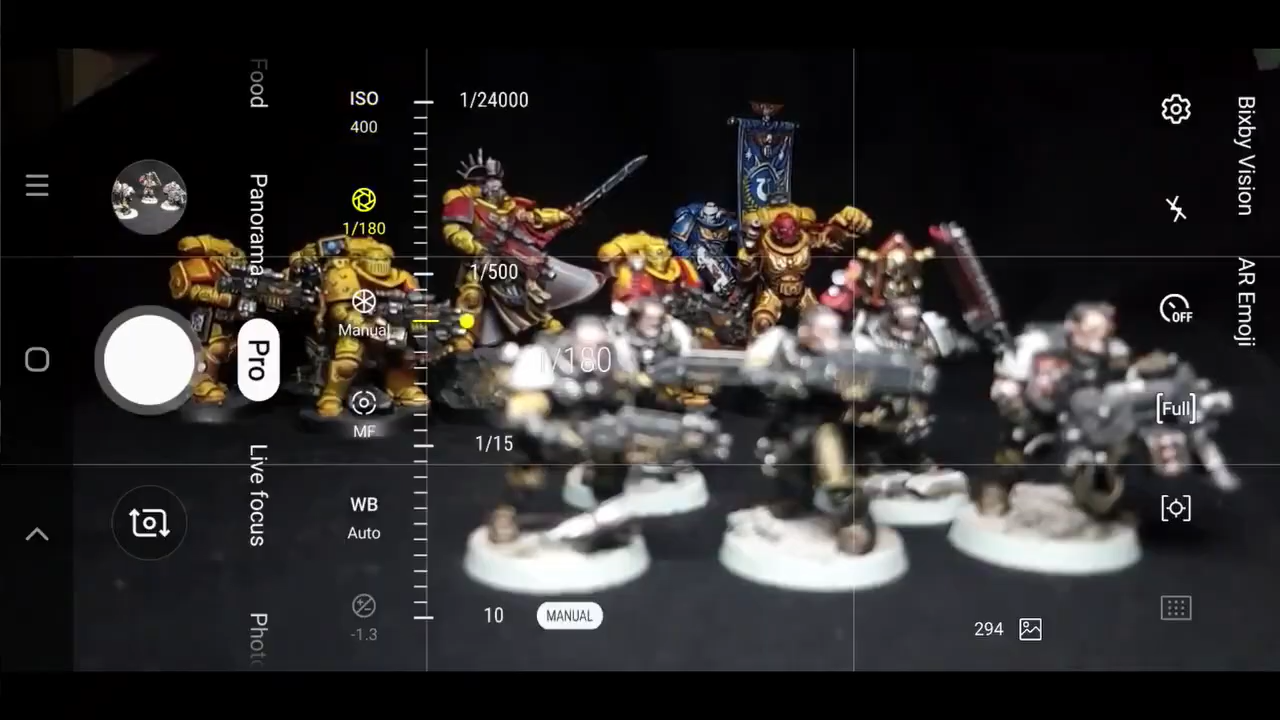 Food
Panorama
Pro
Live focus
Photo
ISO
400
1/180
Manual
MF
WB
Auto
-1.3
1/24000
1/500
1/180
1/15
10
MANUAL
294
OFF
[Full]
Bixby Vision
AR Emoji